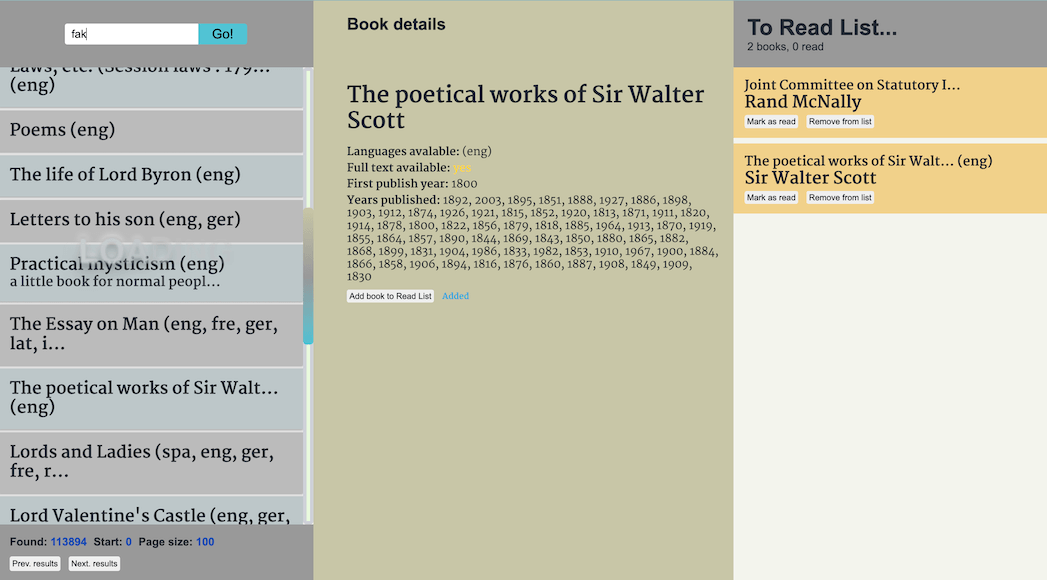 fak
Go!
Laws, etc. (Session laws : 179...
(eng)
Poems (eng)
The life of Lord Byron (eng)
Letters to his son (eng, ger)
LOAD
Practical mysticism (eng)
a little book for normal peopl...
The Essay on Man (eng, fre, ger,
lat, i...
The poetical works of Sir Walt...
(eng)
Lords and Ladies (spa, eng, ger,
fre, r...
Lord Valentine's Castle (eng, ger,
Found: 113894 Start: 0 Page size: 100
Prev. results Next. results
Book details
The poetical works of Sir Walter
Scott
Languages avalable: (eng)
Full text available: yes
First publish year: 1800
Years published: 1892, 2003, 1895, 1851, 1888, 1927, 1886, 1898,
1903, 1912, 1874, 1926, 1921, 1815, 1852, 1920, 1813, 1871, 1911, 1820,
1914, 1878, 1800, 1822, 1856, 1879, 1818, 1885, 1964, 1913, 1870, 1919,
1855, 1864, 1857, 1890, 1844, 1869, 1843, 1850, 1880, 1865, 1882,
1868, 1899, 1831, 1904, 1986, 1833, 1982, 1853, 1910, 1967, 1900, 1884,
1866, 1858, 1906, 1894, 1816, 1876, 1860, 1887, 1908, 1849, 1909,
1830
Add book to Read List Added
To Read List...
2 books, 0 read
Joint Committee on Statutory I...
Rand McNally
Mark as read Remove from list
The poetical works of Sir Walt... (eng)
Sir Walter Scott
Mark as read Remove from list